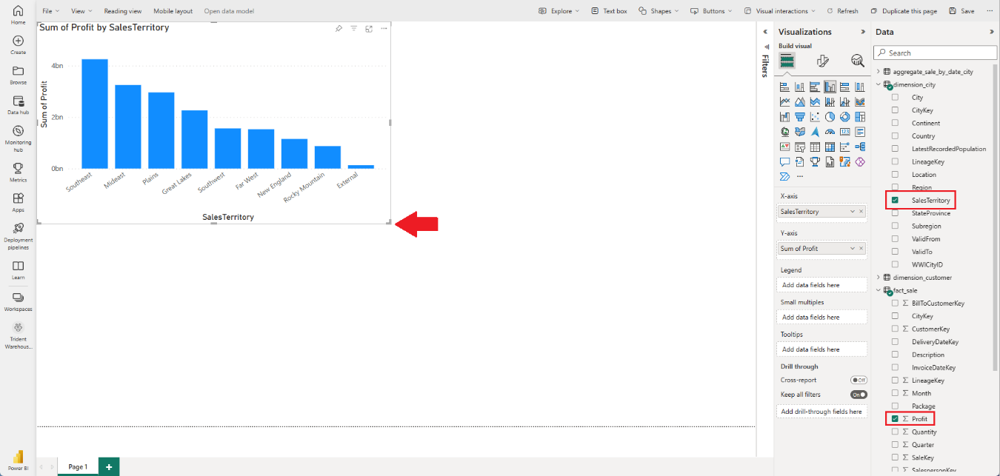 File View Reading view Mobile layout Open data model Explore Text box Shapes Buttons Visual interactions Refresh Duplicate this page Save
Home
Create
Browse
Data hub
Monitoring
hub
Metrics
Apps
Deployment
pipelines
Learn
Workspaces
Trident
Warehous...
Power BI
Sum of Profit by SalesTerritory
Sum of Profit
4bn
2bn
0bn
Southeast
Mideast
Plains
Great Lakes
Southwest
Far West
New England
Rocky Mountain
External
SalesTerritory
Page 1
Filters
Visualizations
Build visual
123
X-axis
SalesTerritory
Y-axis
Sum of Profit
Legend
Add data fields here
Small multiples
Add data fields here
Tooltips
Add data fields here
Drill through
Cross-report Off
Keep all filters On
Add drill-through fields here
Data
Search
aggregate_sale_by_date_city
dimension_city
City
CityKey
Continent
Country
LatestRecordedPopulation
LineageKey
Location
Region
SalesTerritory
StateProvince
Subregion
ValidFrom
ValidTo
WWICityID
dimension_customer
fact_sale
BillToCustomerKey
CityKey
CustomerKey
DeliveryDateKey
Description
InvoiceDateKey
LineageKey
Month
Package
Profit
Quantity
Quarter
SaleKey
SalespersonKey